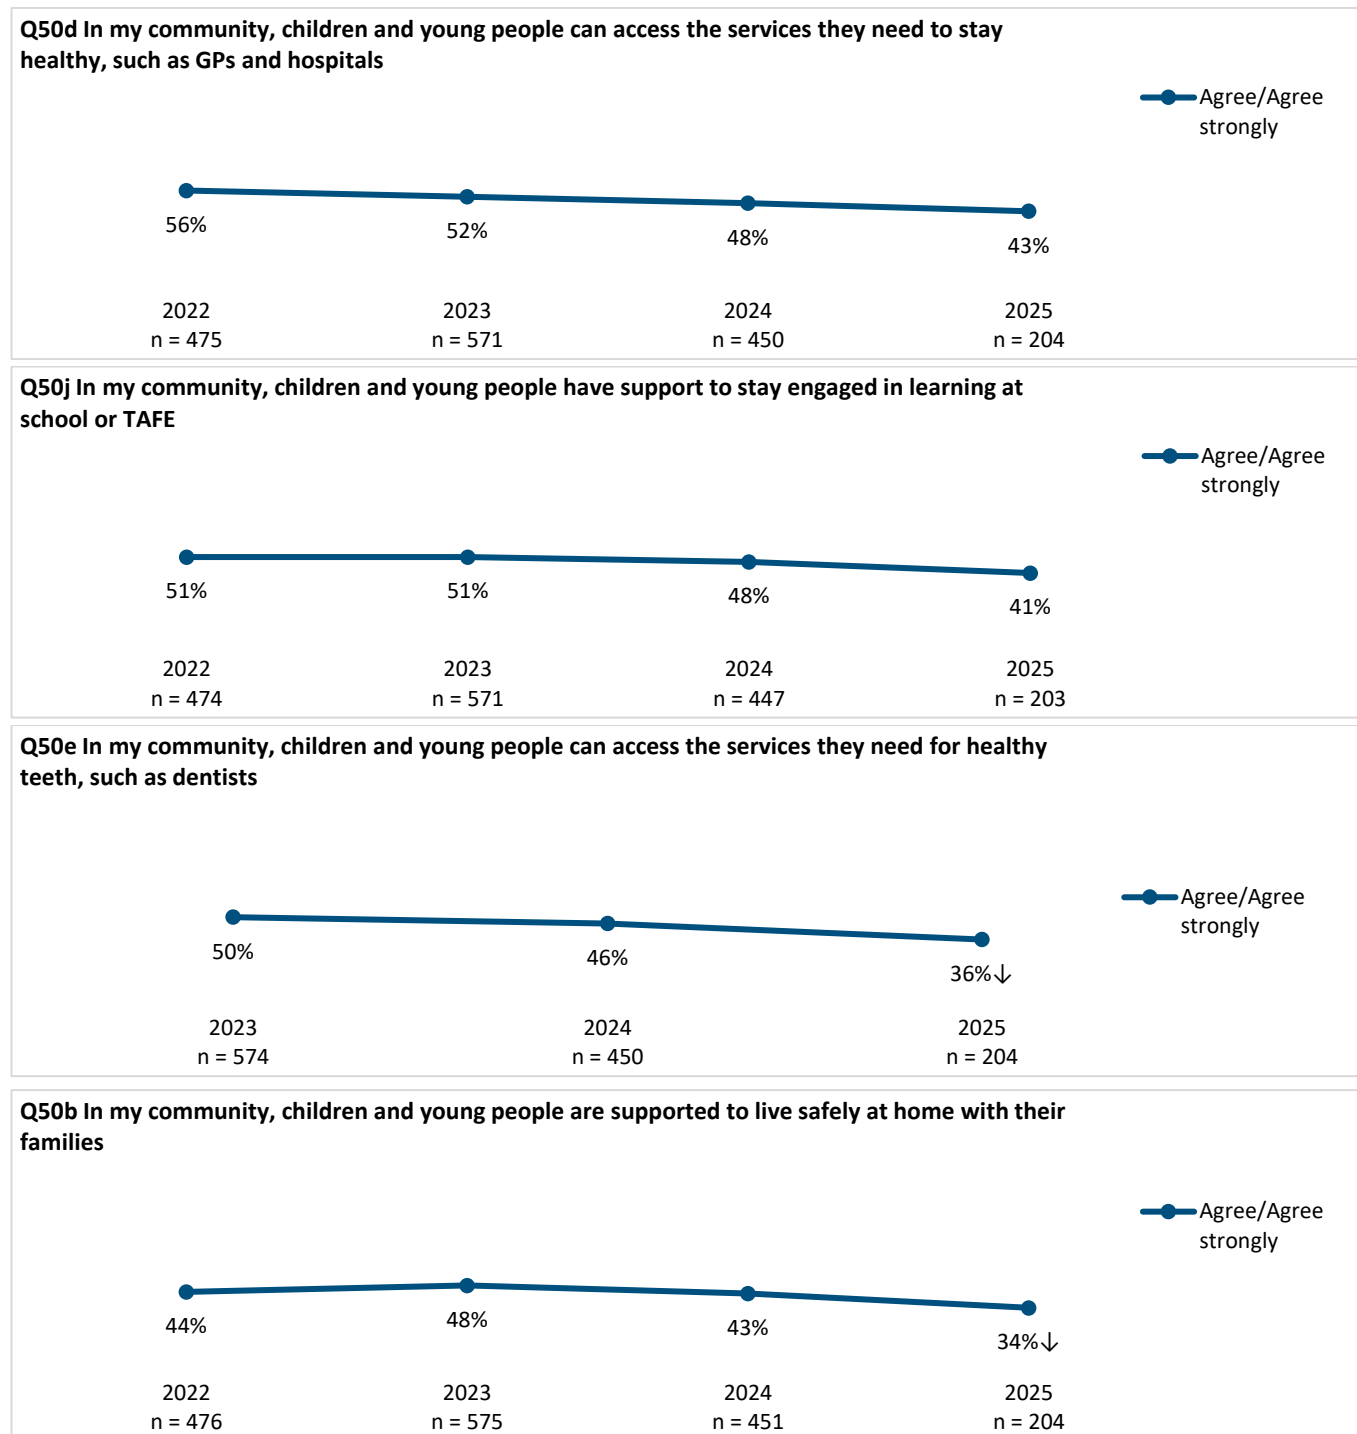 Q50d In my community, children and young people can access the services they need to stay
healthy, such as GPs and hospitals
Agree/Agree
strongly
56%
52%
48%
43%
2022
2023
2024
2025
n = 475
n = 571
n = 450
n = 204
Q50j In my community, children and young people have support to stay engaged in learning at
school or TAFE
Agree/Agree
strongly
51%
51%
48%
41%
2022
2023
2024
2025
n = 474
n = 571
n = 447
n = 203
Q50e In my community, children and young people can access the services they need for healthy
teeth, such as dentists
Agree/Agree
strongly
50%
46%
36%↓
2023
2024
2025
n = 574
n = 450
n = 204
Q50b In my community, children and young people are supported to live safely at home with their
families
Agree/Agree
strongly
44%
48%
43%
34%↓
2022
2023
2024
2025
n = 476
n = 575
n = 451
n = 204